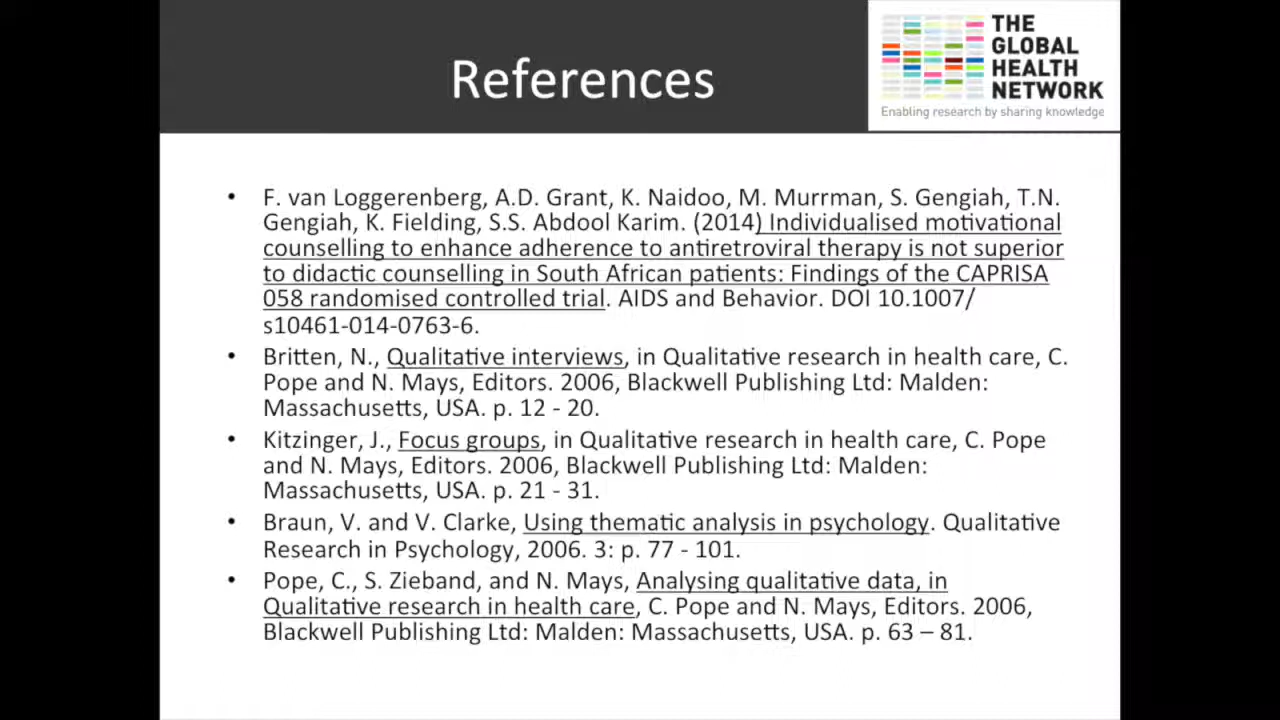 References
THE
GLOBAL
HEALTH
NETWORK
Enabling research by sharing knowledge
• F. van Loggerenberg, A.D. Grant, K. Naidoo, M. Murrman, S. Gengiah, T.N.
Gengiah, K. Fielding, S.S. Abdool Karim. (2014) Individualised motivational
counselling to enhance adherence to antiretroviral therapy is not superior
to didactic counselling in South African patients: Findings of the CAPRISA
058 randomised controlled trial. AIDS and Behavior. DOI 10.1007/
s10461-014-0763-6.
• Britten, N., Qualitative interviews, in Qualitative research in health care, C.
Pope and N. Mays, Editors. 2006, Blackwell Publishing Ltd: Malden:
Massachusetts, USA. p. 12 - 20.
• Kitzinger, J., Focus groups, in Qualitative research in health care, C. Pope
and N. Mays, Editors. 2006, Blackwell Publishing Ltd: Malden:
Massachusetts, USA. p. 21 - 31.
• Braun, V. and V. Clarke, Using thematic analysis in psychology. Qualitative
Research in Psychology, 2006. 3: p. 77 - 101.
• Pope, C., S. Zieband, and N. Mays, Analysing qualitative data, in
Qualitative research in health care, C. Pope and N. Mays, Editors. 2006,
Blackwell Publishing Ltd: Malden: Massachusetts, USA. p. 63 – 81.